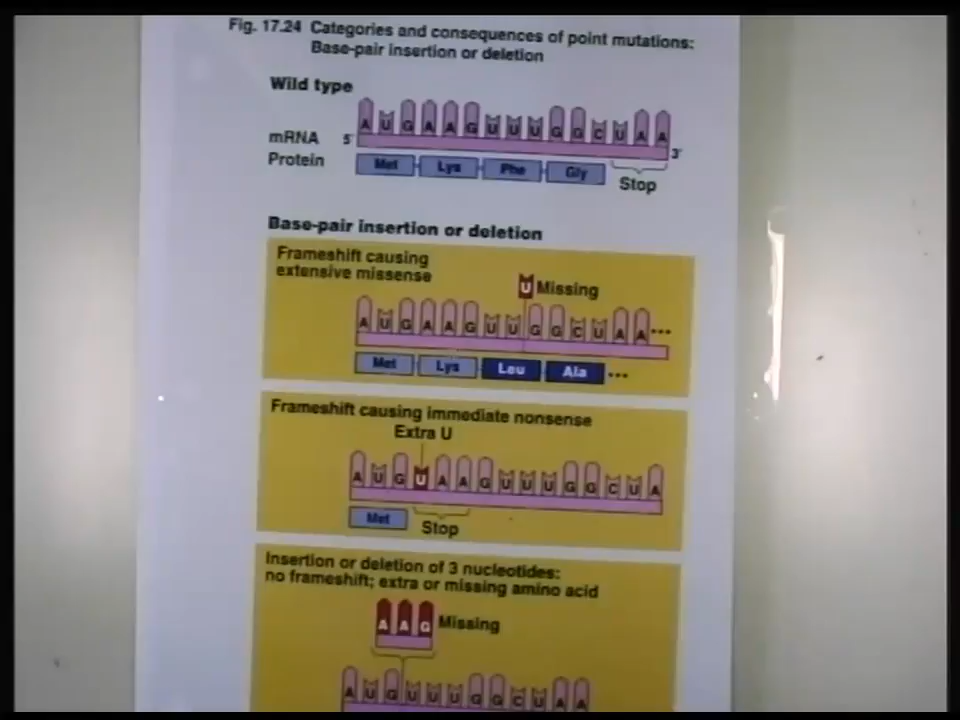 Fig. 17.24 Categories and consequences of point mutations:
Base-pair insertion or deletion
Wild type
A U G A A G U U U G G C U A A
mRNA 5' 3'
Protein Met Lys Phe Gly Stop
Base-pair insertion or deletion
Frameshift causing
extensive missense
U Missing
A U G A A G U U G G C U A A ...
Met Lys Leu Ala ...
Frameshift causing immediate nonsense
Extra U
A U G U A A G U U U G G C U A
Met Stop
Insertion or deletion of 3 nucleotides:
no frameshift; extra or missing amino acid
A A G Missing
A U G U U U G G C U A A